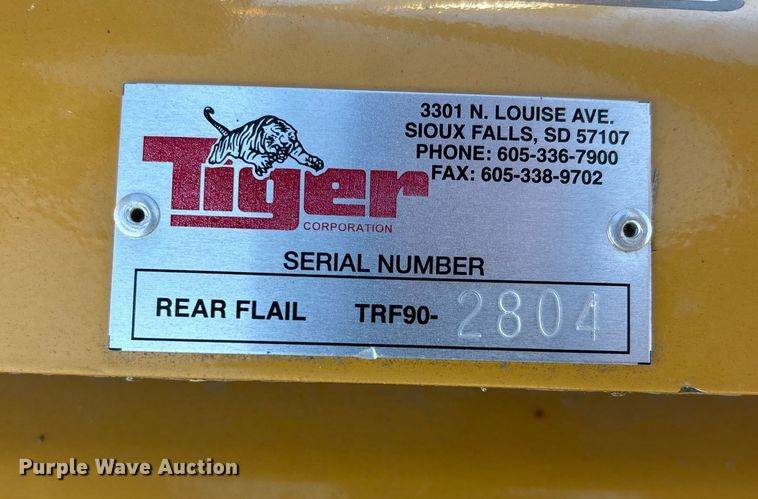 3301 N. LOUISE AVE.
SIOUX FALLS, SD 57107
PHONE: 605-336-7900
FAX: 605-338-9702
Tiger
CORPORATION
SERIAL NUMBER
REAR FLAIL TRF90-2804
Purple Wave Auction